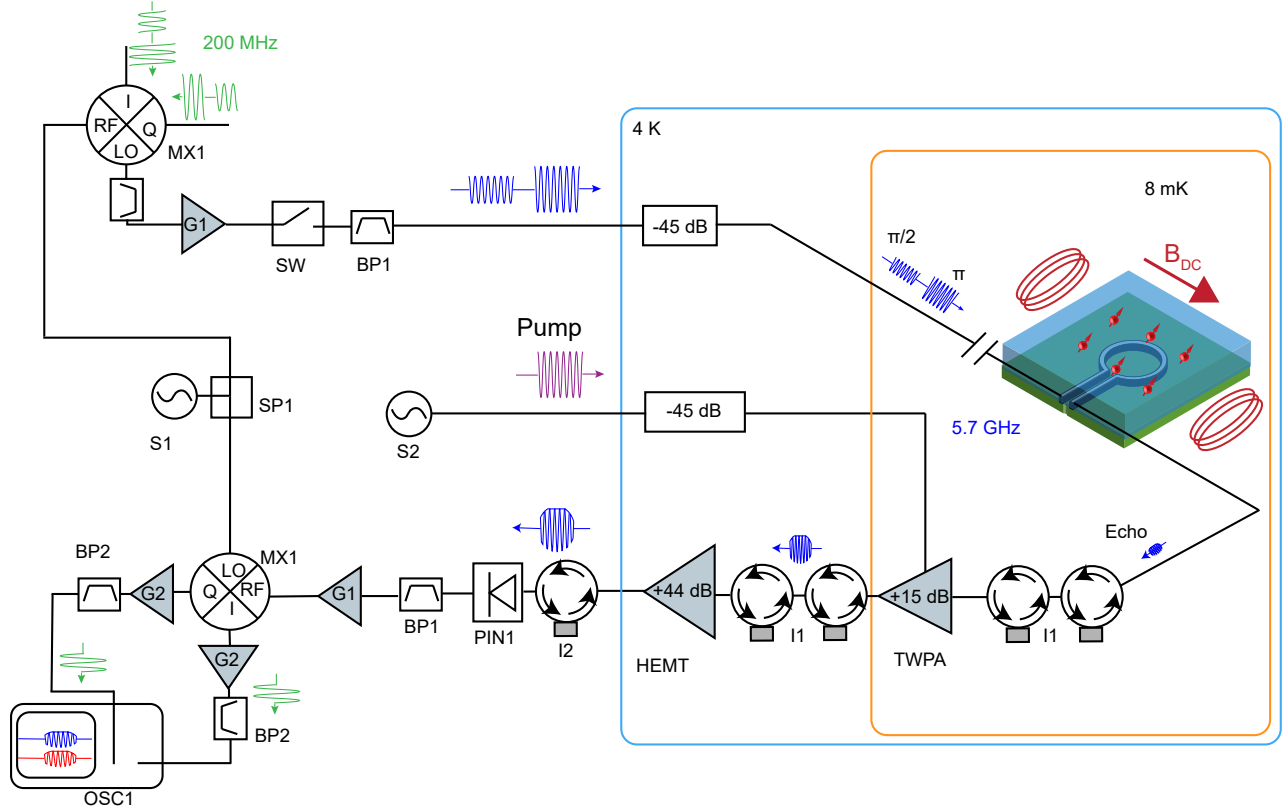 200 MHz
I
RF
Q
LO
MX1
G1
SW
BP1
4 K
-45 dB
8 mK
π/2
π
BDC
Pump
S1
SP1
S2
-45 dB
5.7 GHz
Echo
BP2
G2
MX1
LO
Q
RF
I
G1
BP1
PIN1
I2
+44 dB
HEMT
I1
+15 dB
TWPA
I1
G2
BP2
OSC1